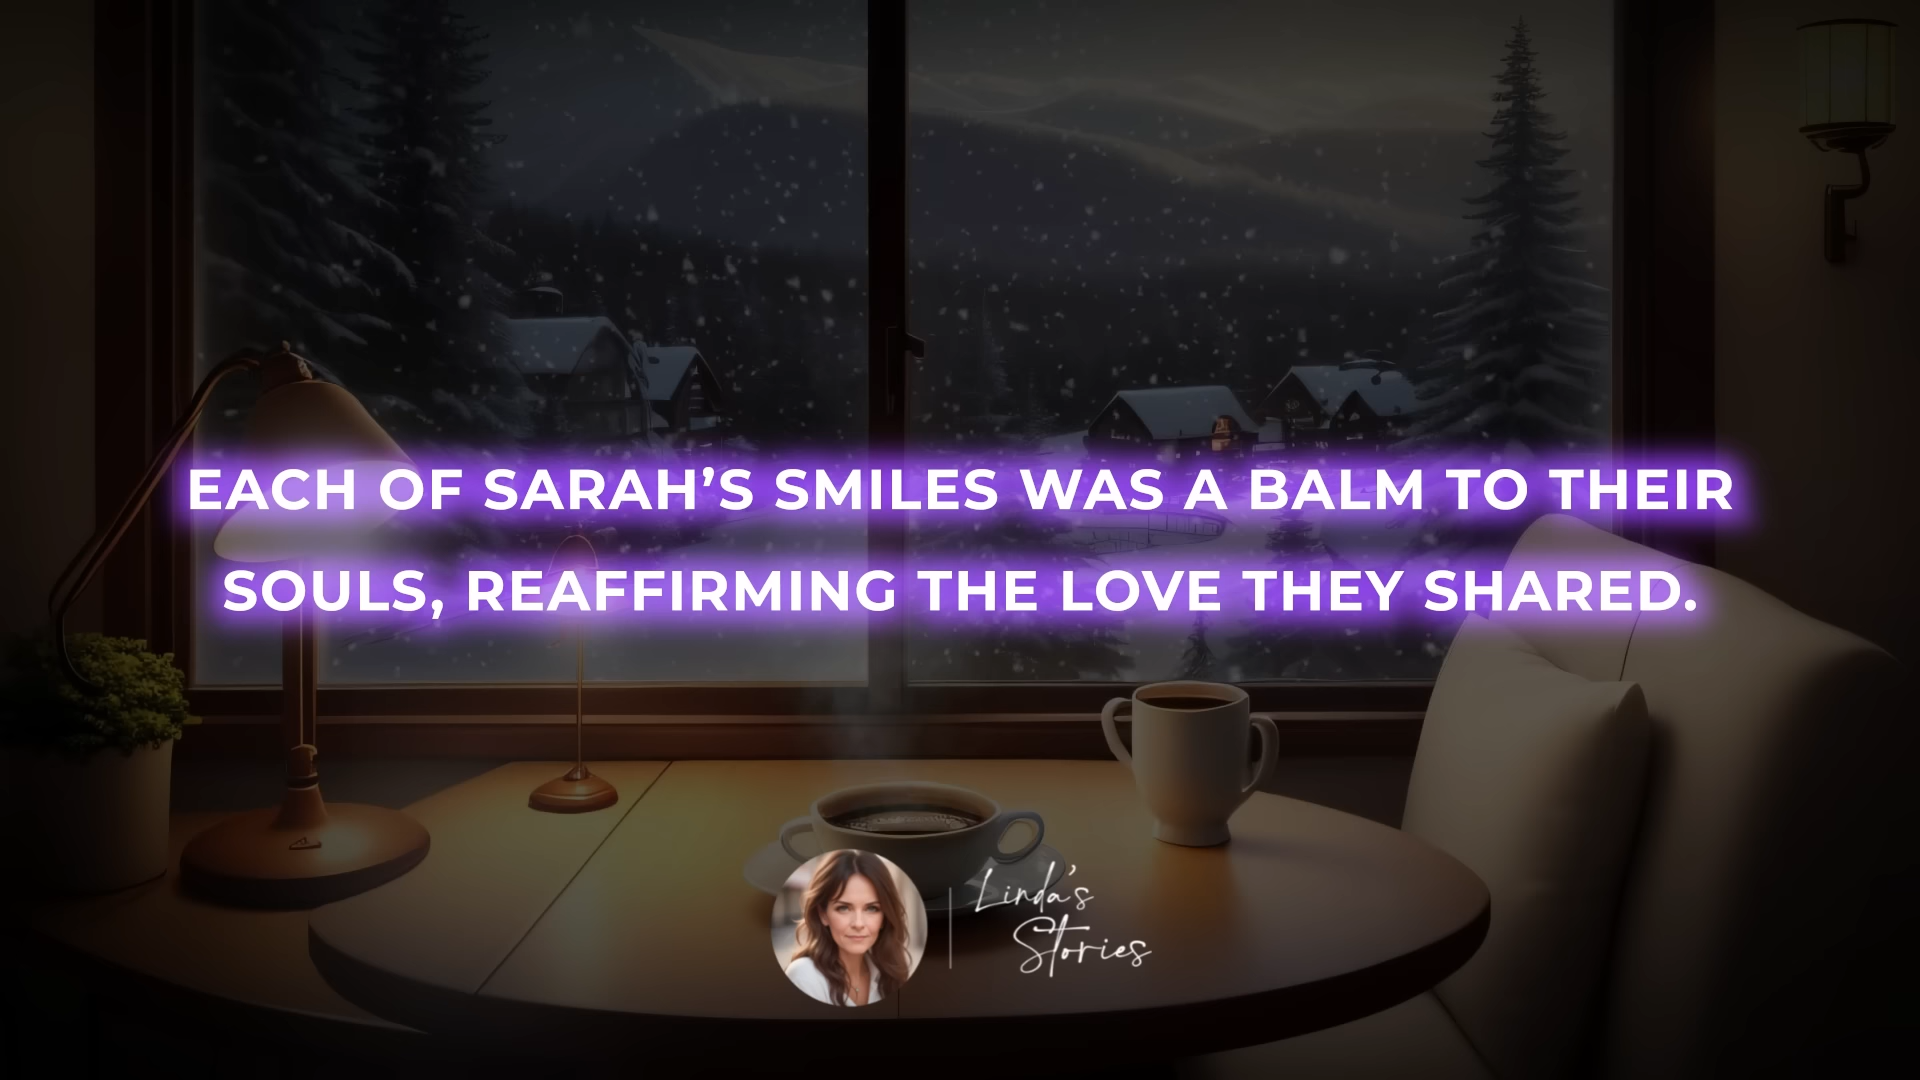 EACH OF SARAH’S SMILES WAS A BALM TO THEIR
SOULS, REAFFIRMING THE LOVE THEY SHARED.
Linda's
Stories